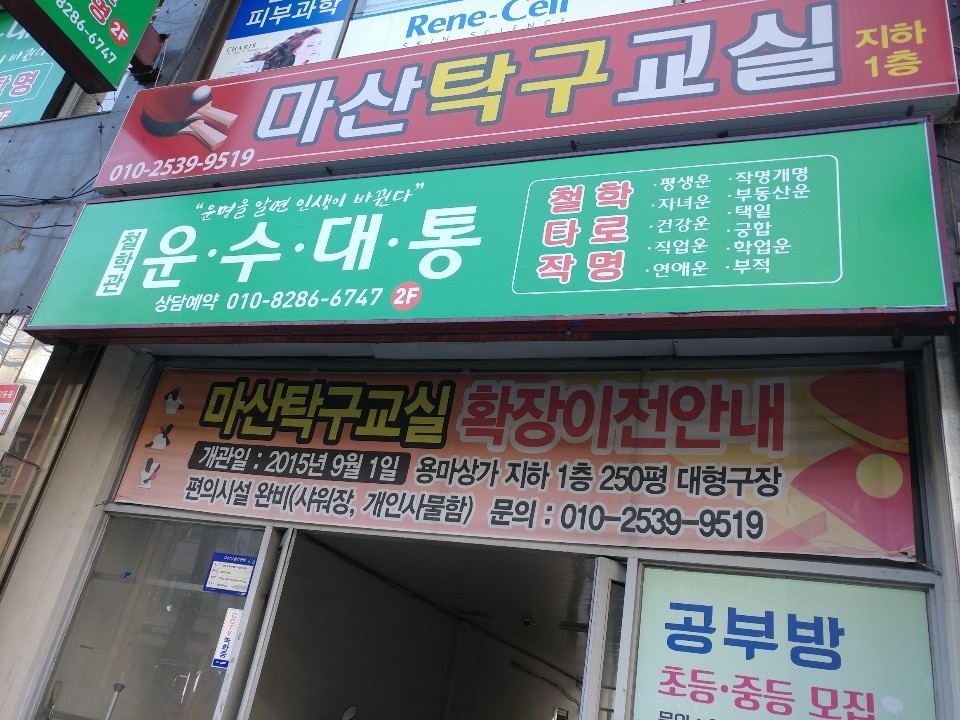 피부과학
CHARIS
Rene-Cell
SKIN SCIENCE
8286-6747
2F
마산탁구교실
지하
1층
010-2539-9519
"운명을 알면 인생이 바뀐다"
철학관
운·수·대·통
상담예약 010-8286-6747 2F
철학
타로
작명
·평생운
·자녀운
·건강운
·직업운
·연애운
·작명개명
·부동산운
·택일
·궁합
·학업운
·부적
마산탁구교실 확장이전안내
개관일 : 2015년 9월 1일 용마상가 지하 1층 250평 대형구장
편의시설 완비(샤워장, 개인사물함) 문의 : 010-2539-9519
CCTV
공부방
초등·중등 모집